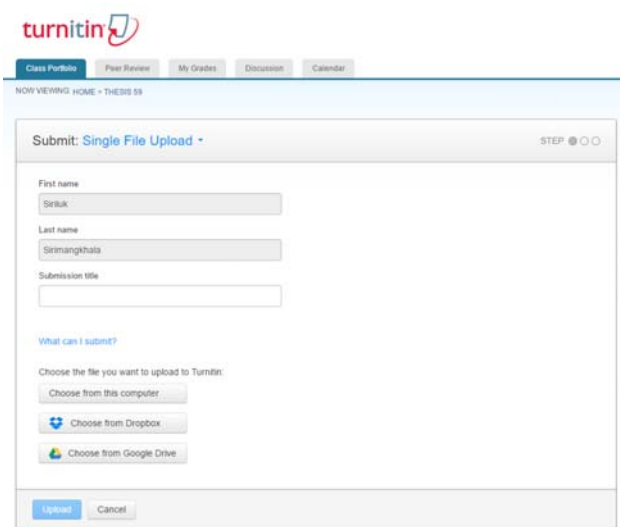 turnitin
Class Portfolio Peer Review My Grades Discussion Calendar
NOW VIEWING: HOME > THESIS 59
Submit: Single File Upload
STEP
First name
Siriluk
Last name
Sirimangkhala
Submission title
What can I submit?
Choose the file you want to upload to Turnitin:
Choose from this computer
Choose from Dropbox
Choose from Google Drive
Upload Cancel